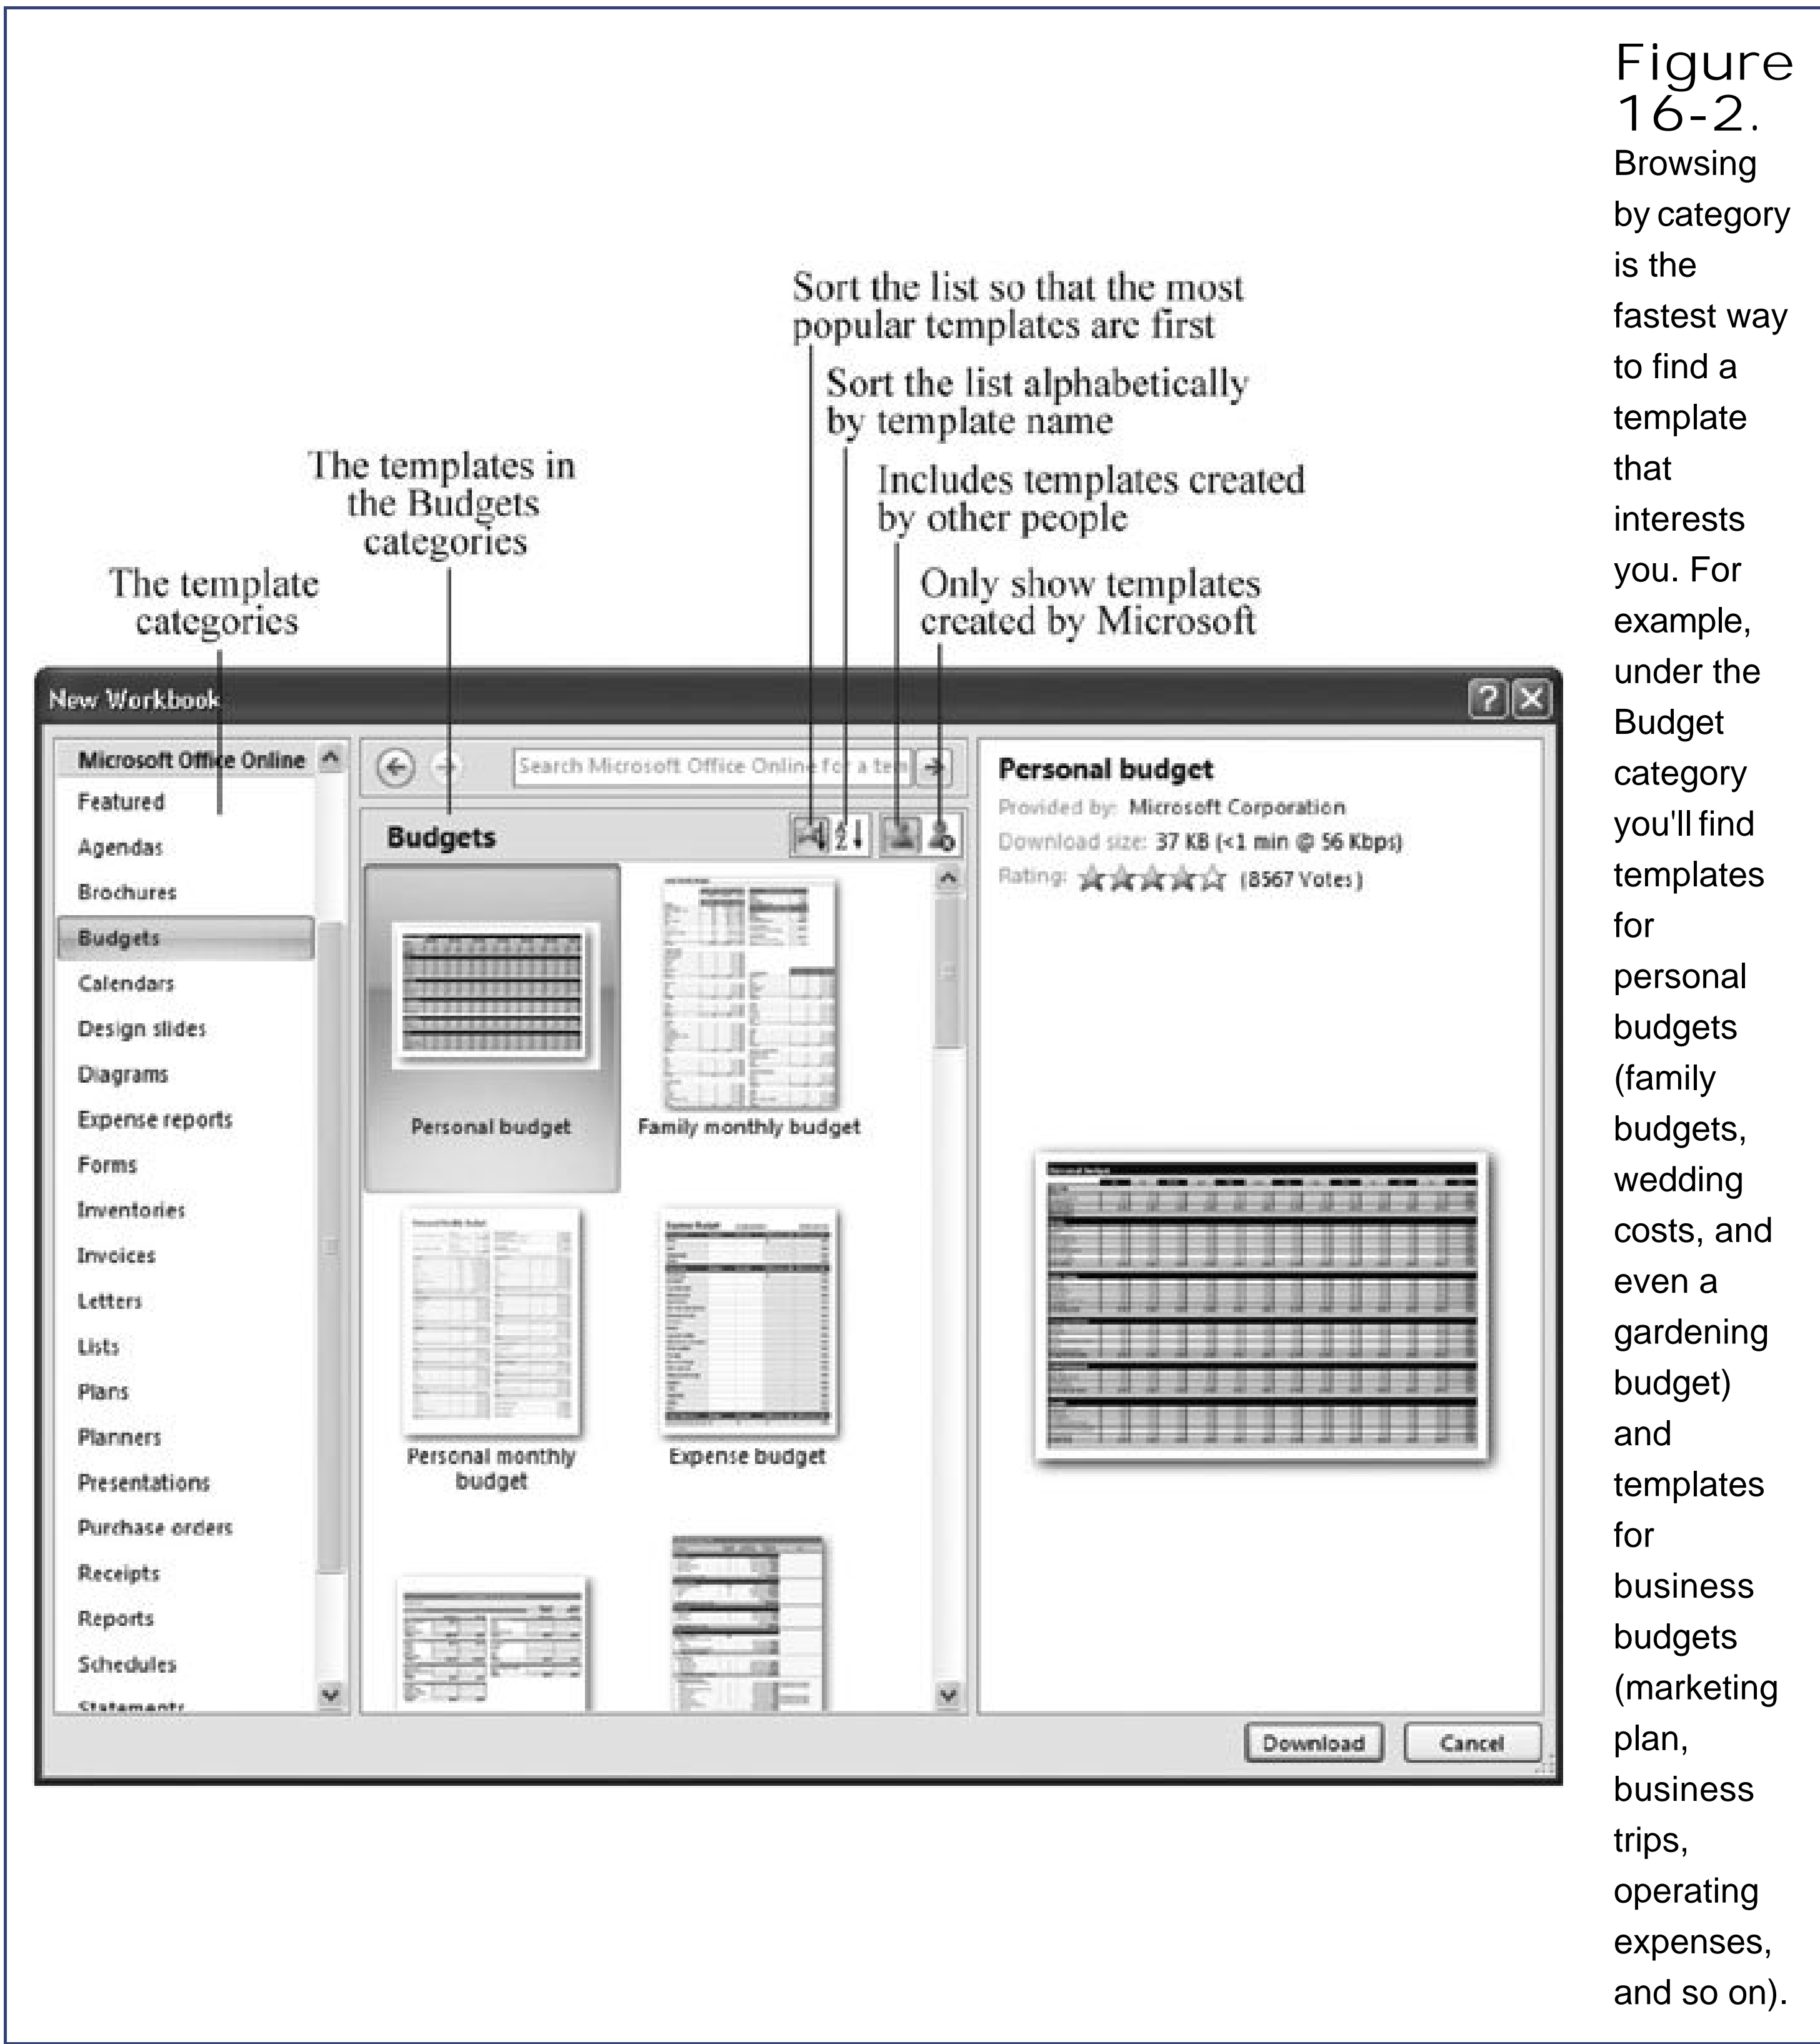 Figure
16-2.
Browsing
by category
is the
fastest way
to find a
template
that
interests
you. For
example,
under the
Budget
category
you'll find
templates
for
personal
budgets
(family
budgets,
wedding
costs, and
even a
gardening
budget)
and
templates
for
business
budgets
(marketing
plan,
business
trips,
operating
expenses,
and so on).
Sort the list so that the most
popular templates are first
Sort the list alphabetically
by template name
The templates in
the Budgets
categories
Includes templates created
by other people
The template
categories
Only show templates
created by Microsoft
New Workbook
Microsoft Office Online
Featured
Agendas
Brochures
Budgets
Calendars
Design slides
Diagrams
Expense reports
Forms
Inventories
Invoices
Letters
Lists
Plans
Planners
Presentations
Purchase orders
Receipts
Reports
Schedules
Statements
Search Microsoft Office Online for a tem
Budgets
Personal budget
Family monthly budget
Personal monthly
budget
Expense budget
Personal budget
Provided by: Microsoft Corporation
Download size: 37 KB (<1 min @ 56 Kbps)
Rating: (8567 Votes)
Download
Cancel